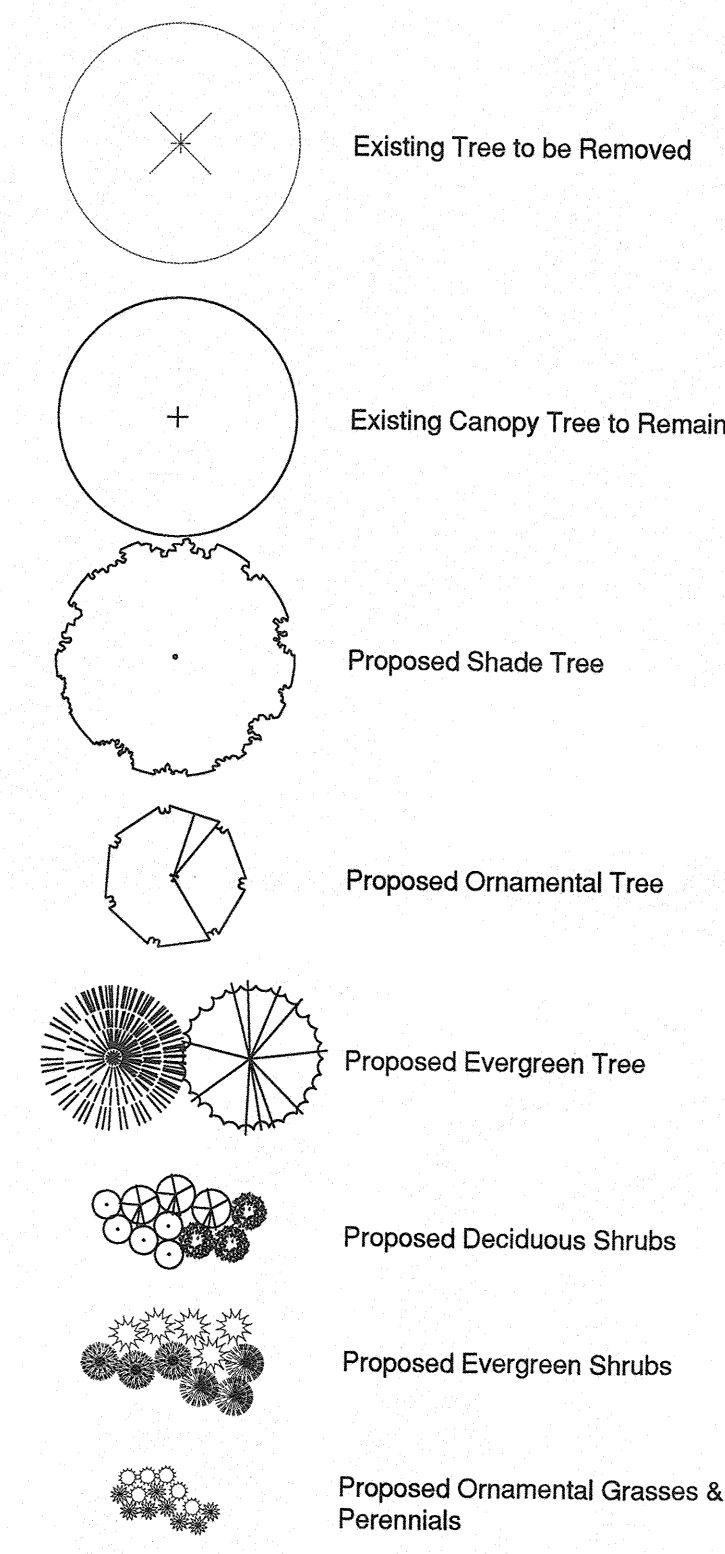 Existing Tree to be Removed
Existing Canopy Tree to Remain
Proposed Shade Tree
Proposed Ornamental Tree
Proposed Evergreen Tree
Proposed Deciduous Shrubs
Proposed Evergreen Shrubs
Proposed Ornamental Grasses &
Perennials